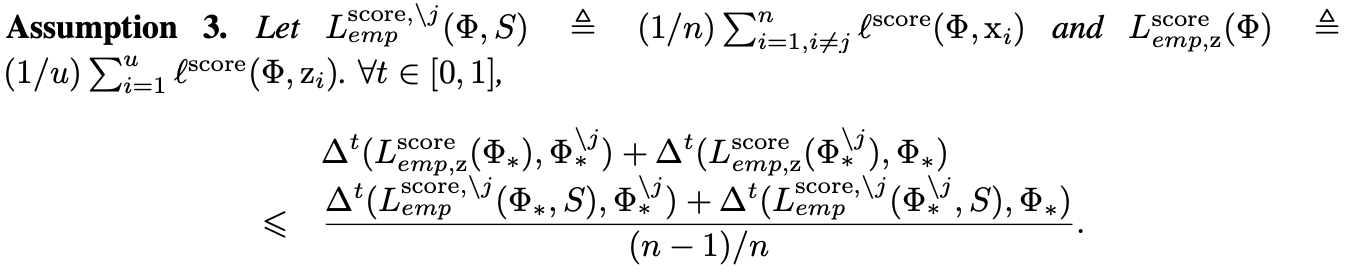 Assumption 3. Let L_{emp}^{score,\j}(Φ, S) ≜ (1/n) ∑_{i=1,i≠j}^{n} ℓ^{score}(Φ, x_i) and L_{emp,z}^{score}(Φ) ≜
(1/u) ∑_{i=1}^{u} ℓ^{score}(Φ, z_i). ∀t ∈ [0, 1],
Δ^t(L_{emp,z}^{score}(Φ_*), Φ_*^{\j}) + Δ^t(L_{emp,z}^{score}(Φ_*^{\j}), Φ_*)
⩽ \frac{Δ^t(L_{emp}^{score,\j}(Φ_*, S), Φ_*^{\j}) + Δ^t(L_{emp}^{score,\j}(Φ_*^{\j}, S), Φ_*)}{(n − 1)/n}.